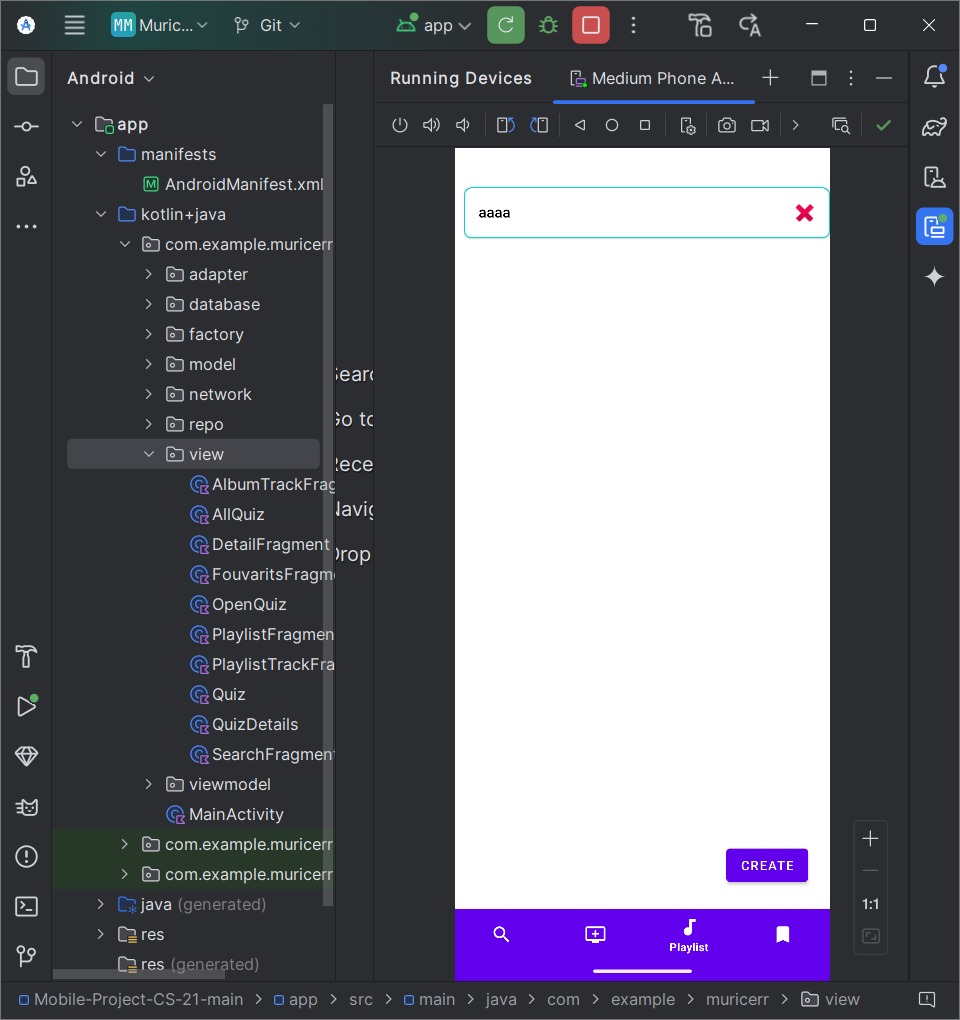 MM Muric... Git app
Android
Running Devices Medium Phone A...
app
manifests
AndroidManifest.xml
kotlin+java
com.example.muricerr
adapter
database
factory
model
network
repo
view
AlbumTrackFrag
AllQuiz
DetailFragment
FouvaritsFragm
OpenQuiz
PlaylistFragmen
PlaylistTrackFra
Quiz
QuizDetails
SearchFragment
viewmodel
MainActivity
com.example.muricerr
com.example.muricerr
java (generated)
res
res (generated)
Searc
Go to
Rece
Navig
Drop
aaaa
CREATE
Playlist
1:1
Mobile-Project-CS-21-main > app > src > main > java > com > example > muricerr > view